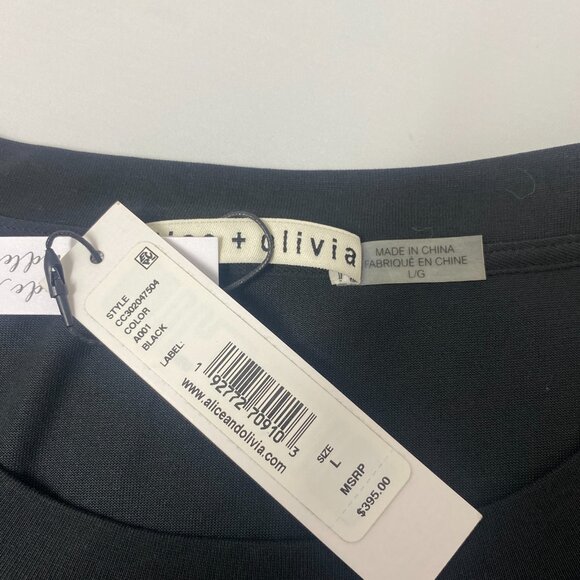 + olivia
MADE IN CHINA
FABRIQUÉ EN CHINE
L/G
STYLE
CC302047504
COLOR
A001
BLACK
LABEL:
1 92772 70910 3
www.aliceandolivia.com
SIZE
L
MSRP
$395.00